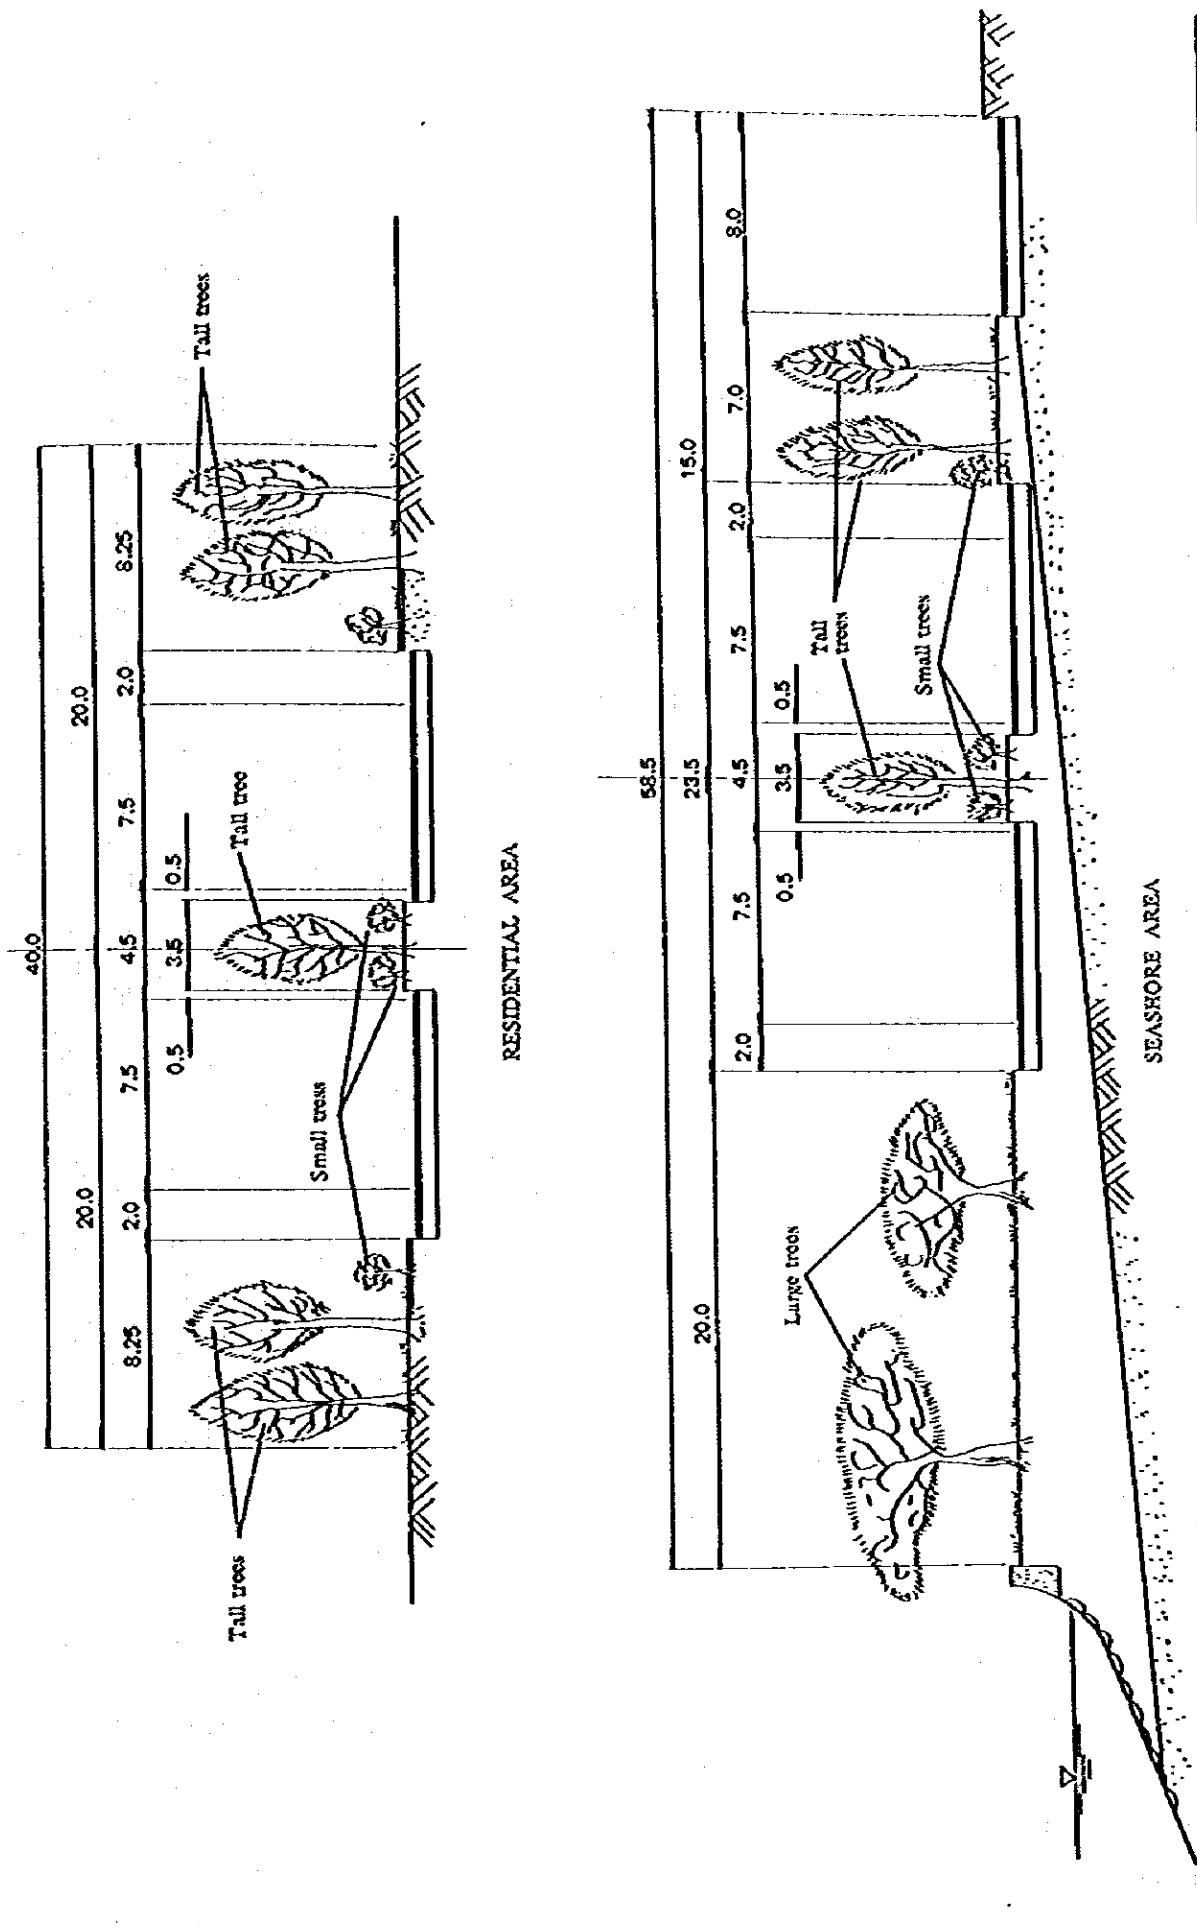 40.0
20.0 20.0
8.25 2.0 7.5 4.5 7.5 2.0 8.25
0.5 3.5 0.5
Tall trees
Tall tree
Tall trees
Small trees
RESIDENTIAL AREA
58.5
20.0 23.5 15.0
2.0 7.5 4.5 7.5 2.0 7.0 8.0
0.5 3.5 0.5
Large trees
Tall
trees
Small trees
SEASHORE AREA